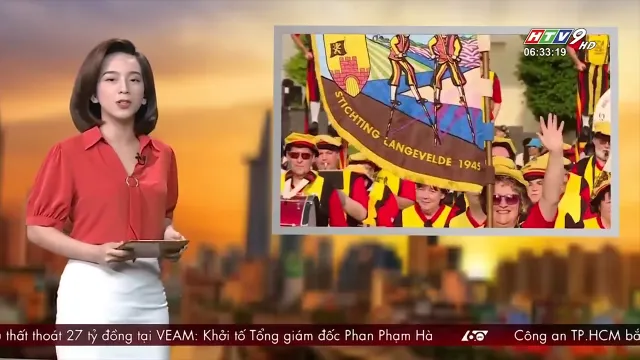 HTV9 HD
06:33:19
STICHTING LANGEVELDE 1945
thất thoát 27 tỷ đồng tại VEAM: Khởi tố Tổng giám đốc Phan Phạm Hà
60 Công an TP.HCM bắ